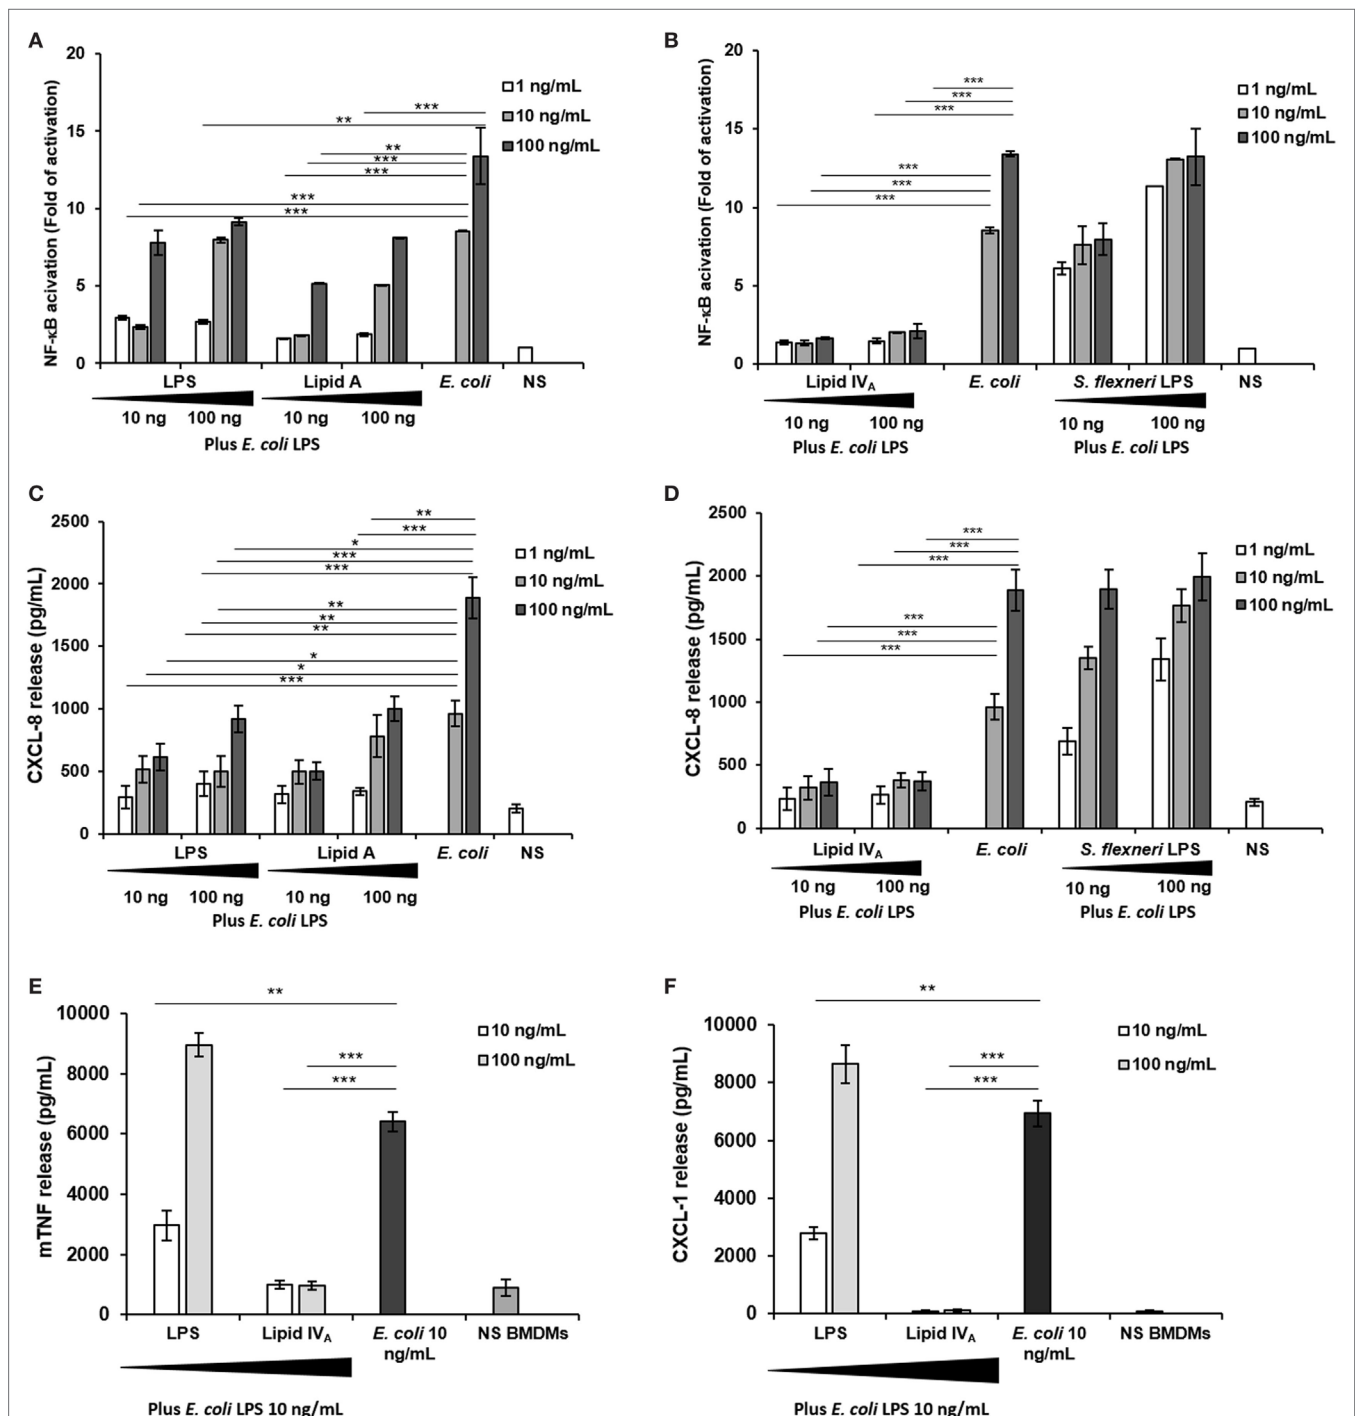 A
NF-κB acivation (Fold of activation)
20
15
10
5
0
*** ** ** *** *** *** ***
1 ng/mL
10 ng/mL
100 ng/mL
LPS Lipid A E. coli NS
10 ng 100 ng 10 ng 100 ng
Plus E. coli LPS
B
NF-κB acivation (Fold of activation)
20
15
10
5
0
*** *** *** *** *** ***
1 ng/mL
10 ng/mL
100 ng/mL
Lipid IVA E. coli S. flexneri LPS NS
10 ng 100 ng 10 ng 100 ng
Plus E. coli LPS Plus E. coli LPS
C
CXCL-8 release (pg/mL)
2500
2000
1500
1000
500
0
** *** * *** *** ** ** ** * * ***
1 ng/mL
10 ng/mL
100 ng/mL
LPS Lipid A E. coli NS
10 ng 100 ng 10 ng 100 ng
Plus E. coli LPS
D
CXCL-8 release (pg/mL)
2500
2000
1500
1000
500
0
*** *** *** *** *** ***
1 ng/mL
10 ng/mL
100 ng/mL
Lipid IVA E. coli S. flexneri LPS NS
10 ng 100 ng 10 ng 100 ng
Plus E. coli LPS Plus E. coli LPS
E
mTNF release (pg/mL)
10000
8000
6000
4000
2000
0
** *** ***
10 ng/mL
100 ng/mL
LPS Lipid IVA E. coli 10 NS BMDMs
ng/mL
Plus E. coli LPS 10 ng/mL
F
CXCL-1 release (pg/mL)
10000
8000
6000
4000
2000
0
** *** ***
10 ng/mL
100 ng/mL
LPS Lipid IVA E. coli 10 NS BMDMs
ng/mL
Plus E. coli LPS 10 ng/mL